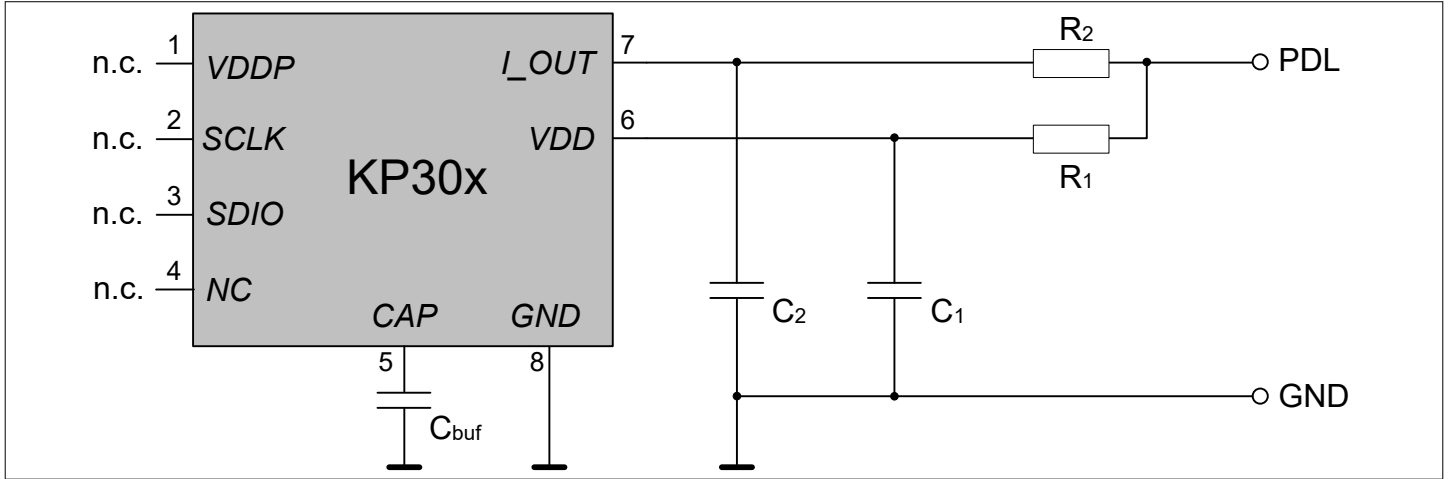 n.c. 1 VDDP
n.c. 2 SCLK
n.c. 3 SDIO
n.c. 4 NC
KP30x
I_OUT 7
VDD 6
CAP
5
GND
8
Cbuf
R2
R1
C2
C1
PDL
GND